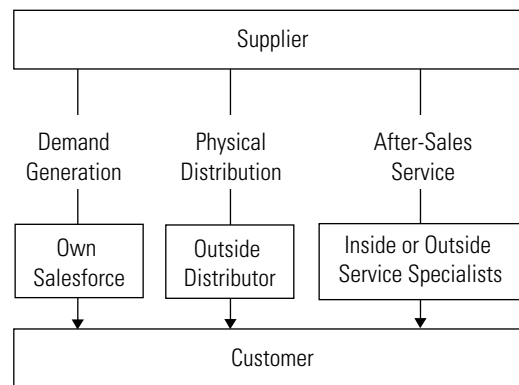 Supplier
Demand
Generation
Physical
Distribution
After-Sales
Service
Own
Salesforce
Outside
Distributor
Inside or Outside
Service Specialists
Customer